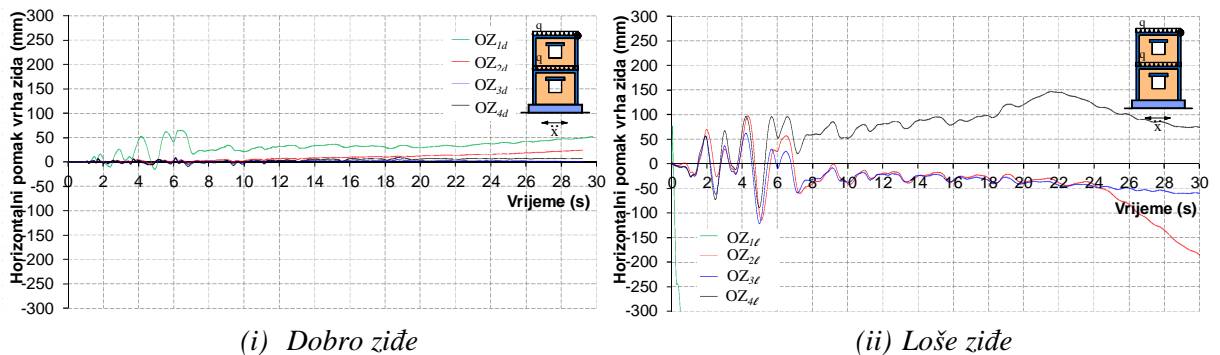 Horizontalni pomak vrha zida (mm)
300
250
200
150
100
50
0
-50
-100
-150
-200
-250
-300
0 2 4 6 8 10 12 14 16 18 20 22 24 26 28 30
Vrijeme (s)
OZ1d
OZ2d
OZ3d
OZ4d
q
q
ẍ
(i) Dobro ziđe
Horizontalni pomak vrha zida (mm)
300
250
200
150
100
50
0
-50
-100
-150
-200
-250
-300
0 2 4 6 8 10 12 14 16 18 20 22 24 26 28 30
Vrijeme (s)
OZ1ℓ
OZ2ℓ
OZ3ℓ
OZ4ℓ
q
q
ẍ
(ii) Loše ziđe